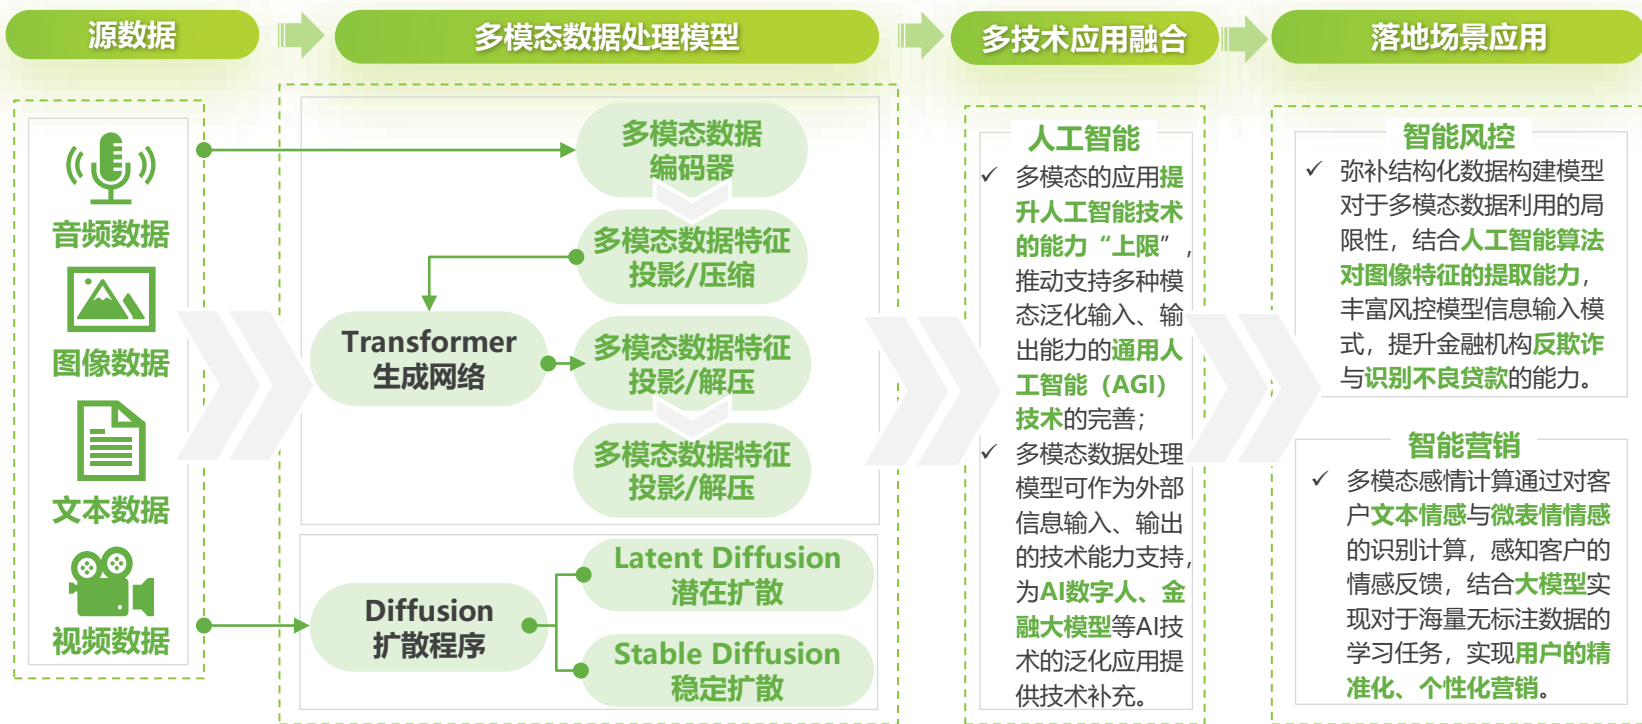 源数据
多模态数据处理模型
多技术应用融合
落地场景应用
音频数据
图像数据
文本数据
视频数据
多模态数据
编码器
多模态数据特征
投影/压缩
Transformer
生成网络
多模态数据特征
投影/解压
多模态数据特征
投影/解压
Diffusion
扩散程序
Latent Diffusion
潜在扩散
Stable Diffusion
稳定扩散
人工智能
✓ 多模态的应用提
升人工智能技术
的能力“上限”,
推动支持多种模
态泛化输入、输
出能力的通用人
工智能（AGI）
技术的完善；
✓ 多模态数据处理
模型可作为外部
信息输入、输出
的技术能力支持，
为AI数字人、金
融大模型等AI技
术的泛化应用提
供技术补充。
智能风控
✓ 弥补结构化数据构建模型
对于多模态数据利用的局
限性，结合人工智能算法
对图像特征的提取能力，
丰富风控模型信息输入模
式，提升金融机构反欺诈
与识别不良贷款的能力。
智能营销
✓ 多模态感情计算通过对客
户文本情感与微表情情感
的识别计算，感知客户的
情感反馈，结合大模型实
现对于海量无标注数据的
学习任务，实现用户的精
准化、个性化营销。